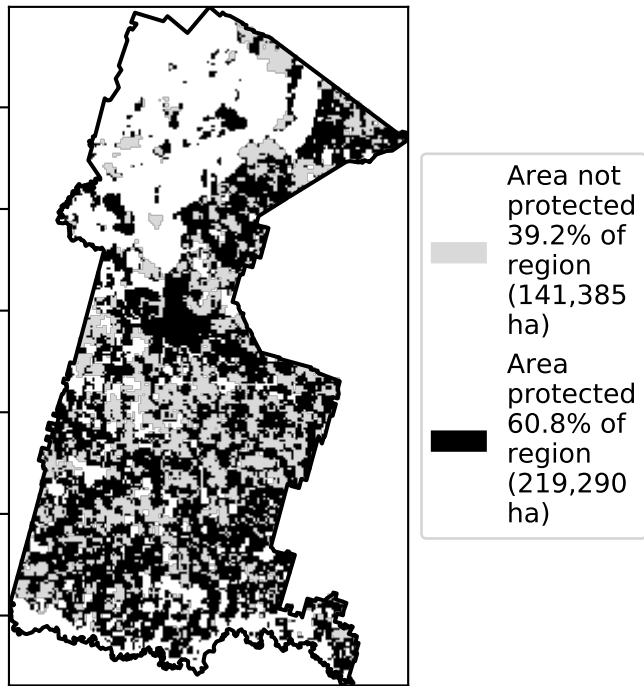 Area not
protected
39.2% of
region
(141,385
ha)
Area
protected
60.8% of
region
(219,290
ha)